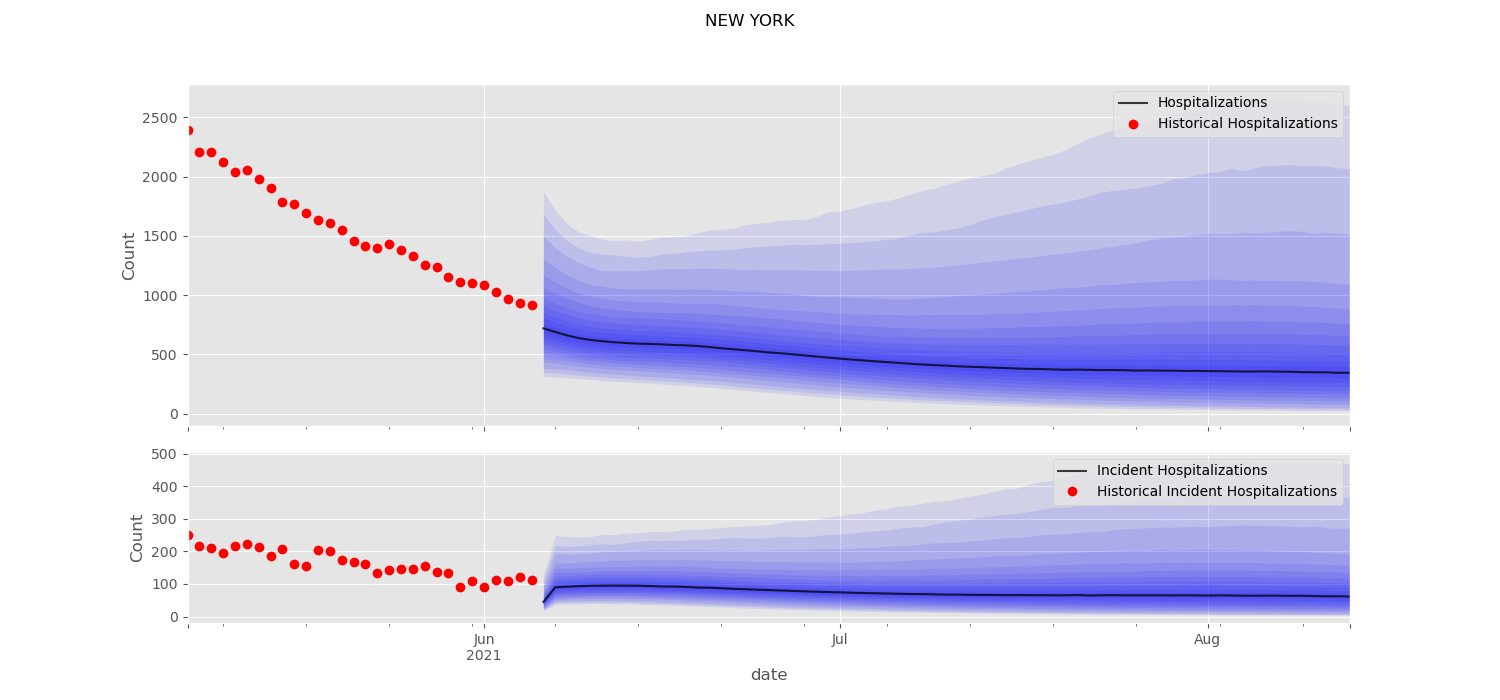 NEW YORK
2500
2000
1500
1000
500
0
Count
Hospitalizations
Historical Hospitalizations
500
400
300
200
100
0
Count
Incident Hospitalizations
Historical Incident Hospitalizations
Jun
2021
Jul
Aug
date